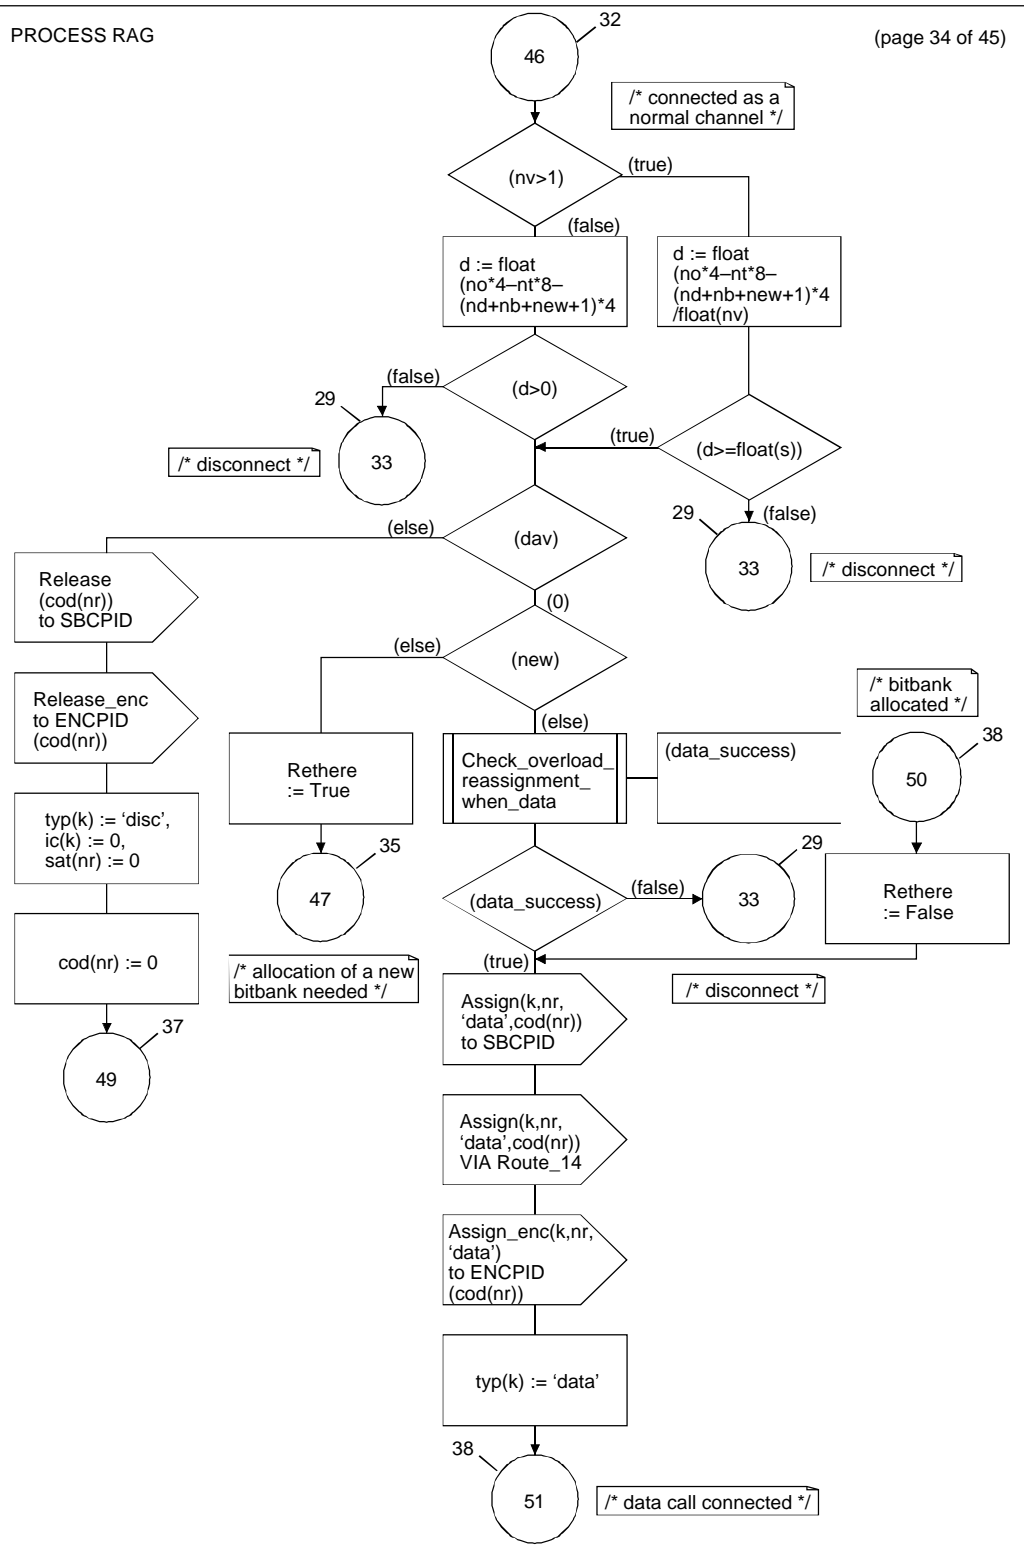 PROCESS RAG
(page 34 of 45)
32
46
/* connected as a
normal channel */
(nv>1)
(true)
(false)
d := float
(no*4–nt*8–
(nd+nb+new+1)*4
d := float
(no*4–nt*8–
(nd+nb+new+1)*4
/float(nv)
(false)
(d>0)
29
33
/* disconnect */
(true)
(d>=float(s))
(false)
29
33
/* disconnect */
(else)
(dav)
(0)
Release
(cod(nr))
to SBCPID
(else)
(new)
(else)
Release_enc
to ENCPID
(cod(nr))
/* bitbank
allocated */
38
50
Rethere
:= True
Check_overload_
reassignment_
when_data
(data_success)
typ(k) := ‘disc’,
ic(k) := 0,
sat(nr) := 0
35
47
(data_success)
(false)
29
33
Rethere
:= False
cod(nr) := 0
/* allocation of a new
bitbank needed */
(true)
/* disconnect */
37
49
Assign(k,nr,
‘data’,cod(nr))
to SBCPID
Assign(k,nr,
‘data’,cod(nr))
VIA Route_14
Assign_enc(k,nr,
‘data’)
to ENCPID
(cod(nr))
typ(k) := ‘data’
38
51
/* data call connected */